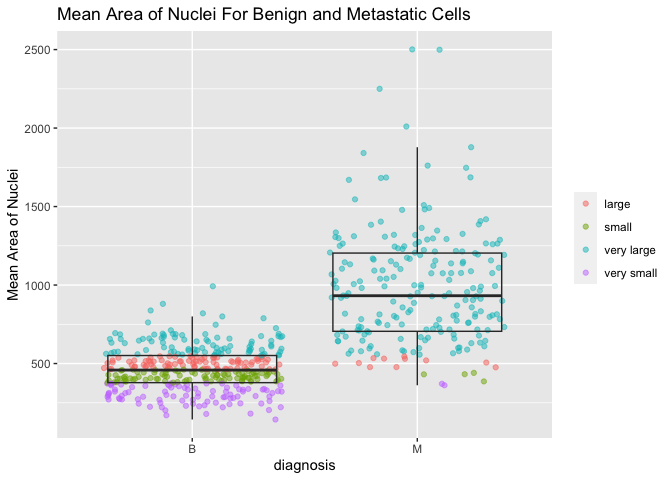 Mean Area of Nuclei For Benign and Metastatic Cells
Mean Area of Nuclei
2500
2000
1500
1000
500
B M
diagnosis
large
small
very large
very small